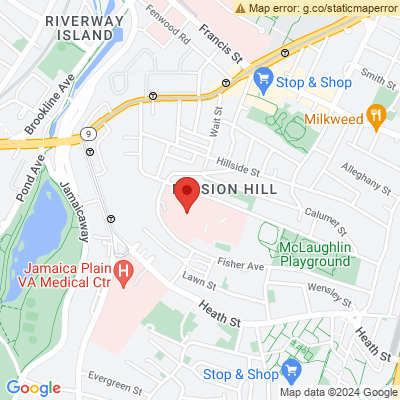 Map error: g.co/staticmaperror
RIVERWAY
ISLAND
Fenwood Rd
Francis St
Brookline Ave
Stop & Shop
Smith St
Milkweed
Wait St
9
Pond Ave
Hillside St
Alleghany St
Jamaicaway
SION HILL
Calumet St
McLaughlin
Playground
Jamaica Plain
VA Medical Ctr
H
Fisher Ave
Lawn St
Wensley St
Heath St
Heath St
Evergreen St
Stop & Shop
Google
Map data ©2024 Google